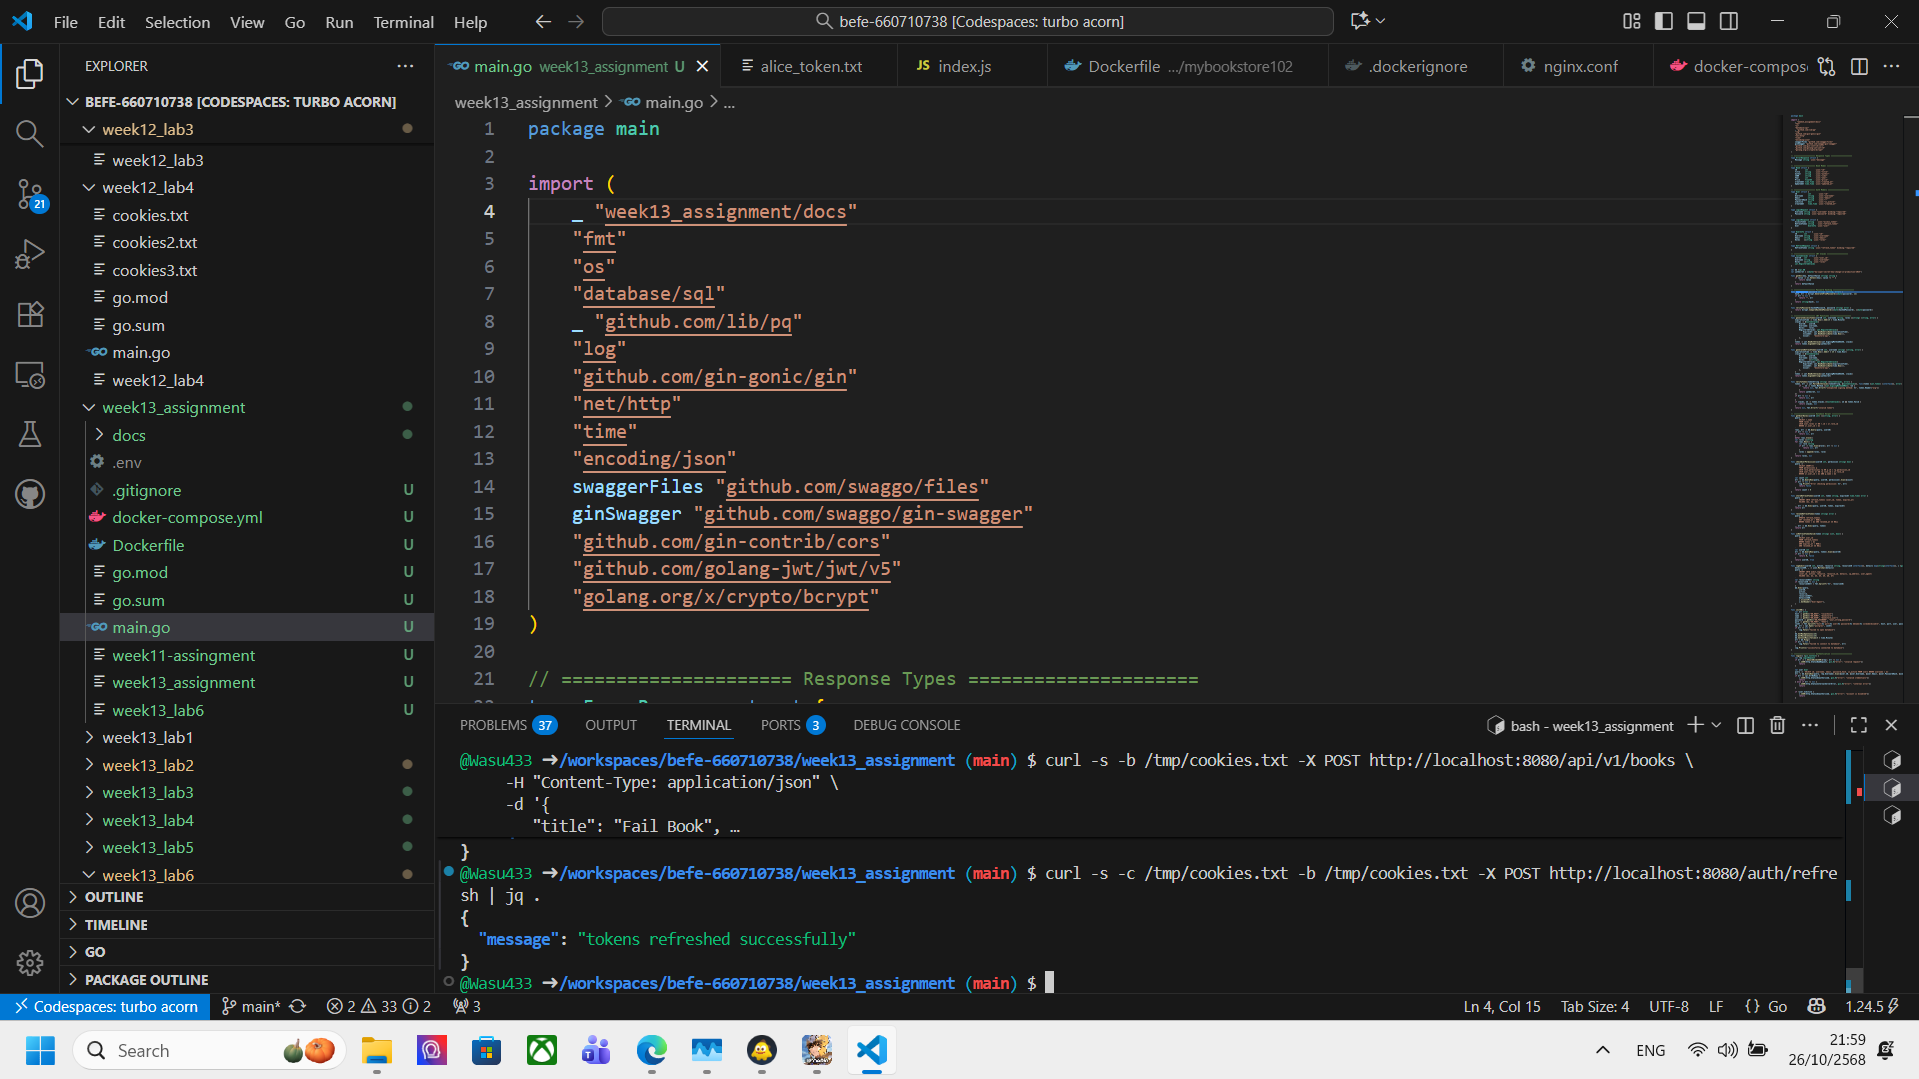 File Edit Selection View Go Run Terminal Help
befe-660710738 [Codespaces: turbo acorn]
EXPLORER
BEFE-660710738 [CODESPACES: TURBO ACORN]
week12_lab3
week12_lab3
week12_lab4
cookies.txt
cookies2.txt
cookies3.txt
go.mod
go.sum
main.go
week12_lab4
week13_assignment
docs
.env
.gitignore U
docker-compose.yml U
Dockerfile U
go.mod U
go.sum U
main.go U
week11-assingment U
week13_assignment U
week13_lab6 U
week13_lab1
week13_lab2
week13_lab3
week13_lab4
week13_lab5
week13_lab6
OUTLINE
TIMELINE
GO
PACKAGE OUTLINE
21
main.go week13_assignment U
alice_token.txt
JS index.js
Dockerfile .../mybookstore102
.dockerignore
nginx.conf
docker-compos
week13_assignment > main.go > ...
1 package main
2
3 import (
4 _ "week13_assignment/docs"
5 "fmt"
6 "os"
7 "database/sql"
8 _ "github.com/lib/pq"
9 "log"
10 "github.com/gin-gonic/gin"
11 "net/http"
12 "time"
13 "encoding/json"
14 swaggerFiles "github.com/swaggo/files"
15 ginSwagger "github.com/swaggo/gin-swagger"
16 "github.com/gin-contrib/cors"
17 "github.com/golang-jwt/jwt/v5"
18 "golang.org/x/crypto/bcrypt"
19 )
20
21 // ===================== Response Types =====================
PROBLEMS 37 OUTPUT TERMINAL PORTS 3 DEBUG CONSOLE
bash - week13_assignment
@Wasu433 ➜/workspaces/befe-660710738/week13_assignment (main) $ curl -s -b /tmp/cookies.txt -X POST http://localhost:8080/api/v1/books \
-H "Content-Type: application/json" \
-d '{
"title": "Fail Book", …
}
@Wasu433 ➜/workspaces/befe-660710738/week13_assignment (main) $ curl -s -c /tmp/cookies.txt -b /tmp/cookies.txt -X POST http://localhost:8080/auth/refre
sh | jq .
{
"message": "tokens refreshed successfully"
}
@Wasu433 ➜/workspaces/befe-660710738/week13_assignment (main) $
Codespaces: turbo acorn main* 2 33 2 3
Ln 4, Col 15 Tab Size: 4 UTF-8 LF {} Go 1.24.5
Search
ENG
21:59
26/10/2568